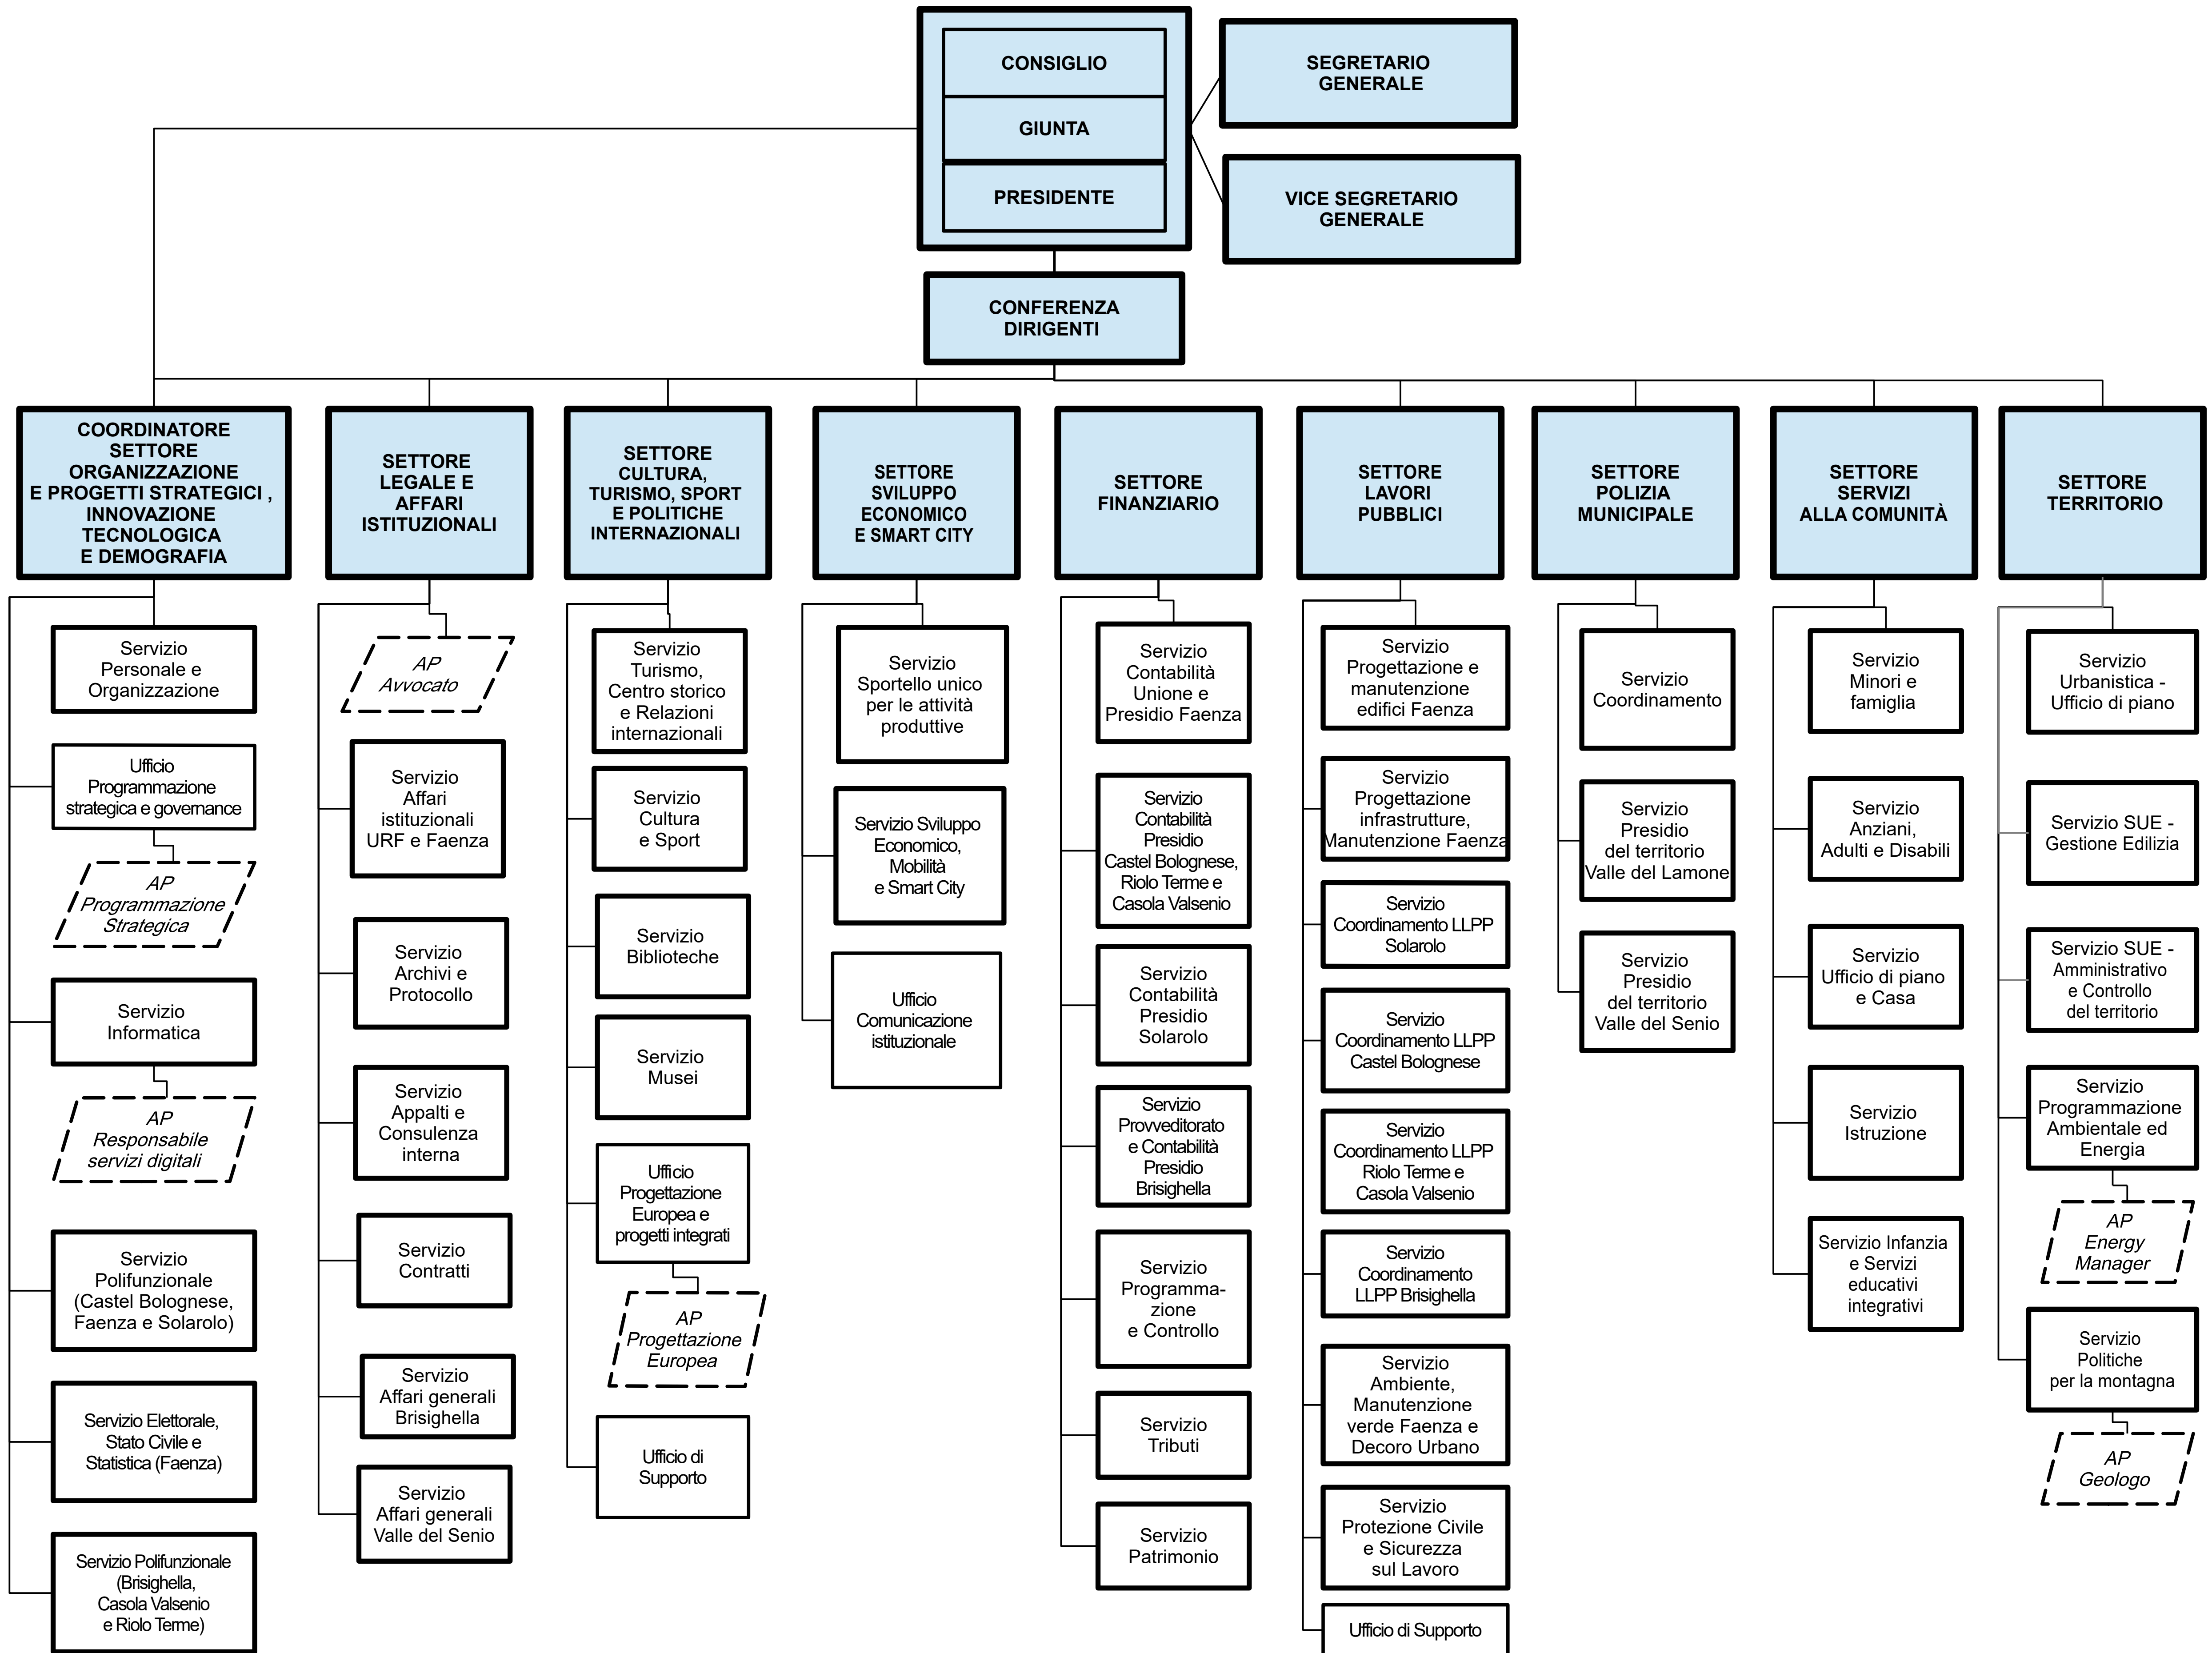 CONSIGLIO
GIUNTA
PRESIDENTE
SEGRETARIO
GENERALE
VICE SEGRETARIO
GENERALE
CONFERENZA
DIRIGENTI
COORDINATORE
SETTORE
ORGANIZZAZIONE
E PROGETTI STRATEGICI ,
INNOVAZIONE
TECNOLOGICA
E DEMOGRAFIA
Servizio
Personale e
Organizzazione
Ufficio
Programmazione
strategica e governance
AP
Programmazione
Strategica
Servizio
Informatica
AP
Responsabile
servizi digitali
Servizio
Polifunzionale
(Castel Bolognese,
Faenza e Solarolo)
Servizio Elettorale,
Stato Civile e
Statistica (Faenza)
Servizio Polifunzionale
(Brisighella,
Casola Valsenio
e Riolo Terme)
SETTORE
LEGALE E
AFFARI
ISTITUZIONALI
AP
Avvocato
Servizio
Affari
istituzionali
URF e Faenza
Servizio
Archivi e
Protocollo
Servizio
Appalti e
Consulenza
interna
Servizio
Contratti
Servizio
Affari generali
Brisighella
Servizio
Affari generali
Valle del Senio
SETTORE
CULTURA,
TURISMO, SPORT
E POLITICHE
INTERNAZIONALI
Servizio
Turismo,
Centro storico
e Relazioni
internazionali
Servizio
Cultura
e Sport
Servizio
Biblioteche
Servizio
Musei
Ufficio
Progettazione
Europea e
progetti integrati
AP
Progettazione
Europea
Ufficio di
Supporto
SETTORE
SVILUPPO
ECONOMICO
E SMART CITY
Servizio
Sportello unico
per le attività
produttive
Servizio Sviluppo
Economico,
Mobilità
e Smart City
Ufficio
Comunicazione
istituzionale
SETTORE
FINANZIARIO
Servizio
Contabilità
Unione e
Presidio Faenza
Servizio
Contabilità
Presidio
Castel Bolognese,
Riolo Terme e
Casola Valsenio
Servizio
Contabilità
Presidio
Solarolo
Servizio
Provveditorato
e Contabilità
Presidio
Brisighella
Servizio
Programma-
zione
e Controllo
Servizio
Tributi
Servizio
Patrimonio
SETTORE
LAVORI
PUBBLICI
Servizio
Progettazione e
manutenzione
edifici Faenza
Servizio
Progettazione
infrastrutture,
Manutenzione Faenza
Servizio
Coordinamento LLPP
Solarolo
Servizio
Coordinamento LLPP
Castel Bolognese
Servizio
Coordinamento LLPP
Riolo Terme e
Casola Valsenio
Servizio
Coordinamento
LLPP Brisighella
Servizio
Ambiente,
Manutenzione
verde Faenza e
Decoro Urbano
Servizio
Protezione Civile
e Sicurezza
sul Lavoro
Ufficio di Supporto
SETTORE
POLIZIA
MUNICIPALE
Servizio
Coordinamento
Servizio
Presidio
del territorio
Valle del Lamone
Servizio
Presidio
del territorio
Valle del Senio
SETTORE
SERVIZI
ALLA COMUNITÀ
Servizio
Minori e
famiglia
Servizio
Anziani,
Adulti e Disabili
Servizio
Ufficio di piano
e Casa
Servizio
Istruzione
Servizio Infanzia
e Servizi
educativi
integrativi
SETTORE
TERRITORIO
Servizio
Urbanistica -
Ufficio di piano
Servizio SUE -
Gestione Edilizia
Servizio SUE -
Amministrativo
e Controllo
del territorio
Servizio
Programmazione
Ambientale ed
Energia
AP
Energy
Manager
Servizio
Politiche
per la montagna
AP
Geologo